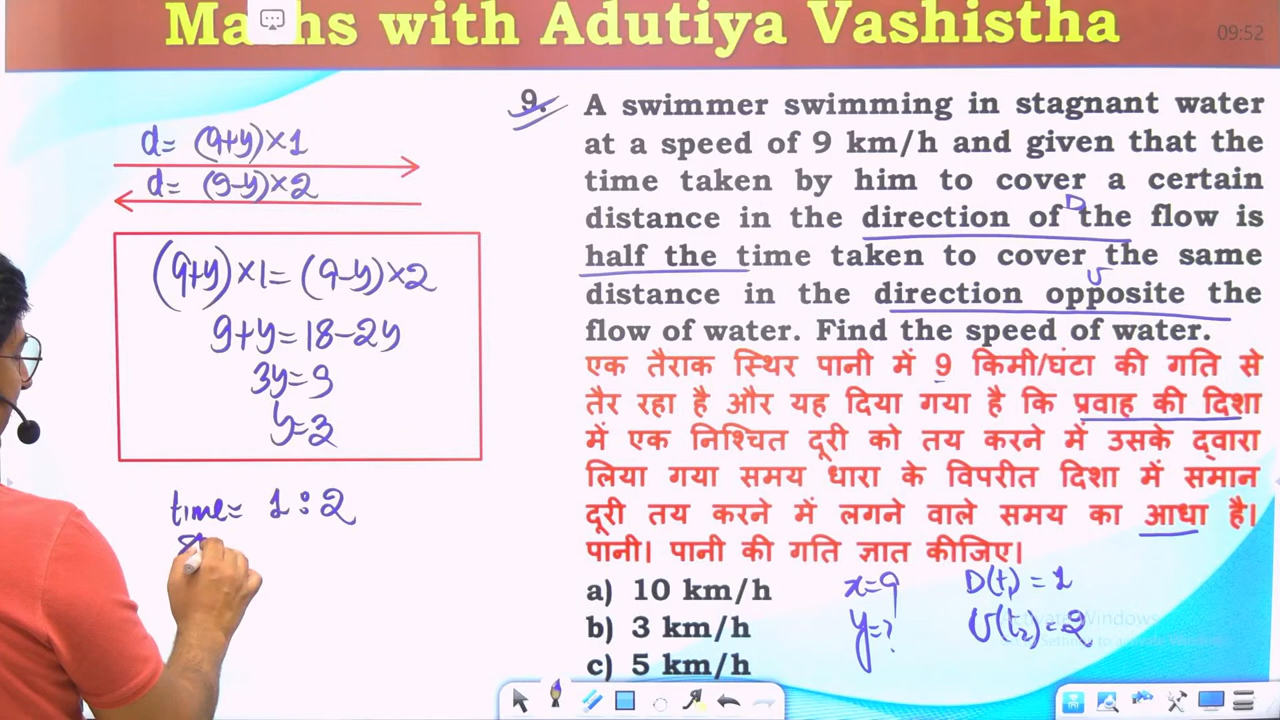 Maths with Adutiya Vashistha
09:52
d= (9+y)×1
d= (9-y)×2
(9+y)×1= (9-y)×2
9+y= 18-2y
3y= 9
y=3
time= 1:2
9. A swimmer swimming in stagnant water
at a speed of 9 km/h and given that the
time taken by him to cover a certain
D
distance in the direction of the flow is
half the time taken to cover the same
U
distance in the direction opposite the
flow of water. Find the speed of water.
एक तैराक स्थिर पानी में 9 किमी/घंटा की गति से
तैर रहा है और यह दिया गया है कि प्रवाह की दिशा
में एक निश्चित दूरी को तय करने में उसके द्वारा
लिया गया समय धारा के विपरीत दिशा में समान
दूरी तय करने में लगने वाले समय का आधा है।
पानी। पानी की गति ज्ञात कीजिए।
a) 10 km/h
b) 3 km/h
c) 5 km/h
x=9
y=?
D(t₁) = 1
U(t₂) = 2